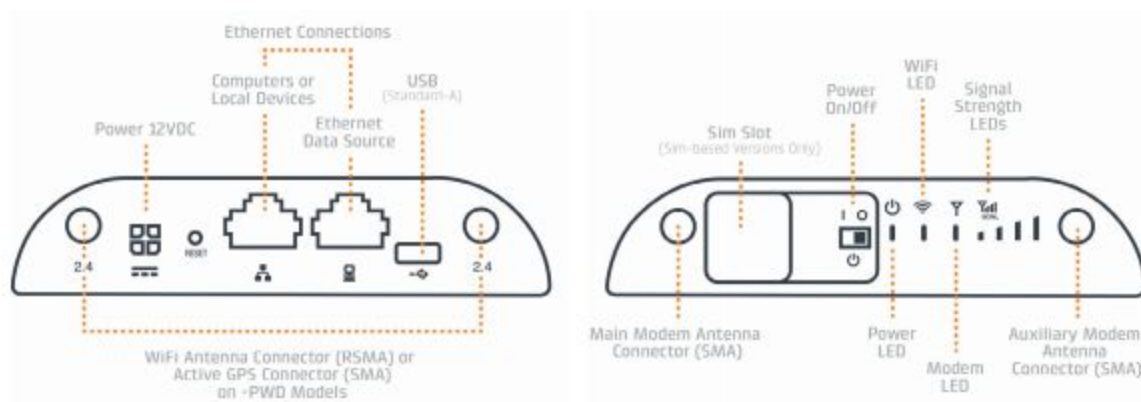 Ethernet Connections
Computers or
Local Devices
USB
(Standard-A)
Power 12VDC
Ethernet
Data Source
2.4
RESET
2.4
WiFi Antenna Connector (RSMA) or
Active GPS Connector (SMA)
on -PWD Models
WiFi
LED
Power
On/Off
Signal
Strength
LEDs
Sim Slot
(Sim-based Versions Only)
I O
Main Modem Antenna
Connector (SMA)
Power
LED
Modem
LED
Auxiliary Modem
Antenna
Connector (SMA)